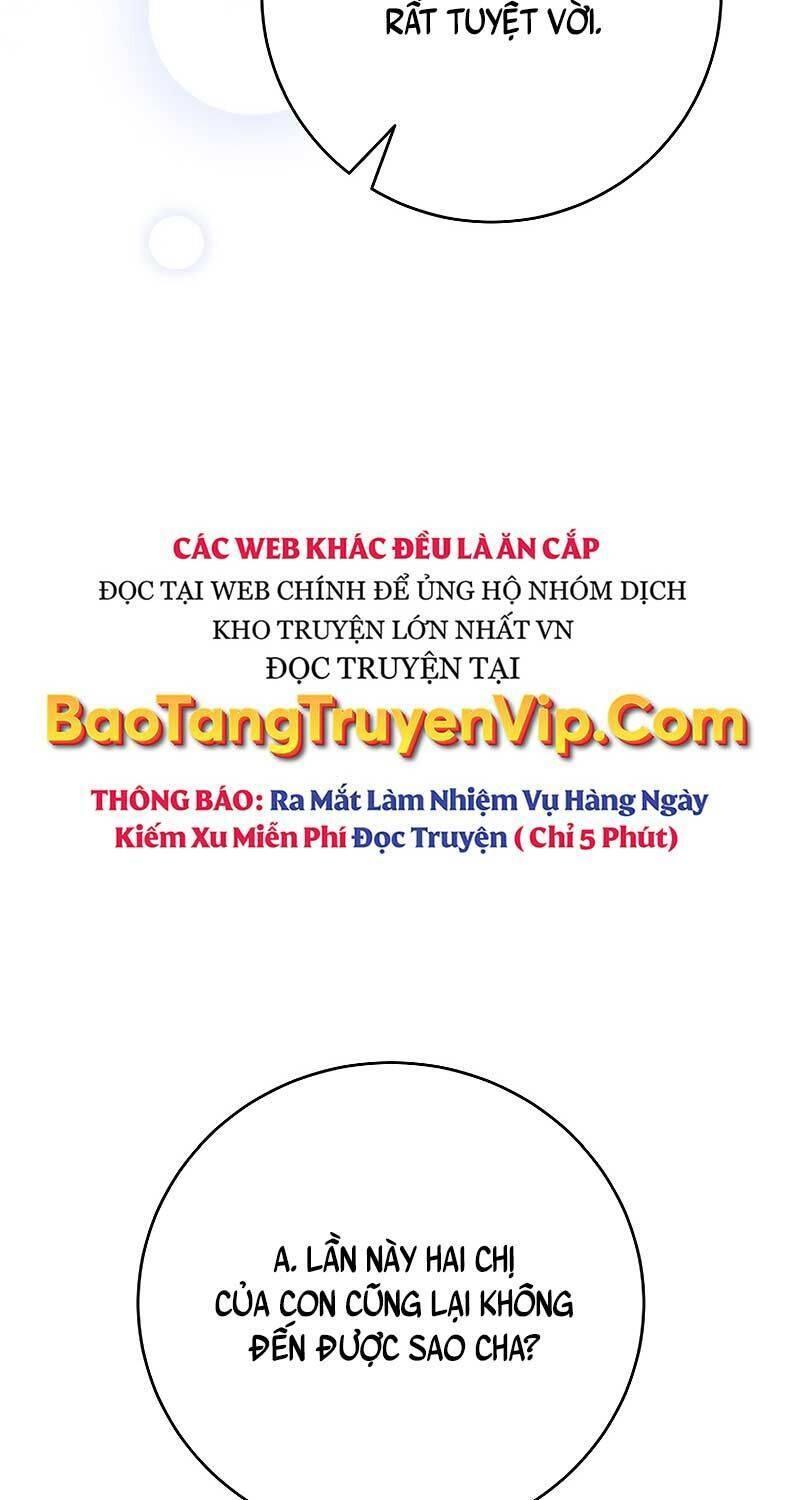 RẤT TUYỆT VỜI.
CÁC WEB KHÁC ĐỀU LÀ ĂN CẮP
ĐỌC TẠI WEB CHÍNH ĐỂ ỦNG HỘ NHÓM DỊCH
KHO TRUYỆN LỚN NHẤT VN
ĐỌC TRUYỆN TẠI
BaoTangTruyenVip.Com
THÔNG BÁO: Ra Mắt Làm Nhiệm Vụ Hàng Ngày
Kiếm Xu Miễn Phí Đọc Truyện ( Chỉ 5 Phút)
A. LẦN NÀY HAI CHỊ
CỦA CON CŨNG LẠI KHÔNG
ĐẾN ĐƯỢC SAO CHA?